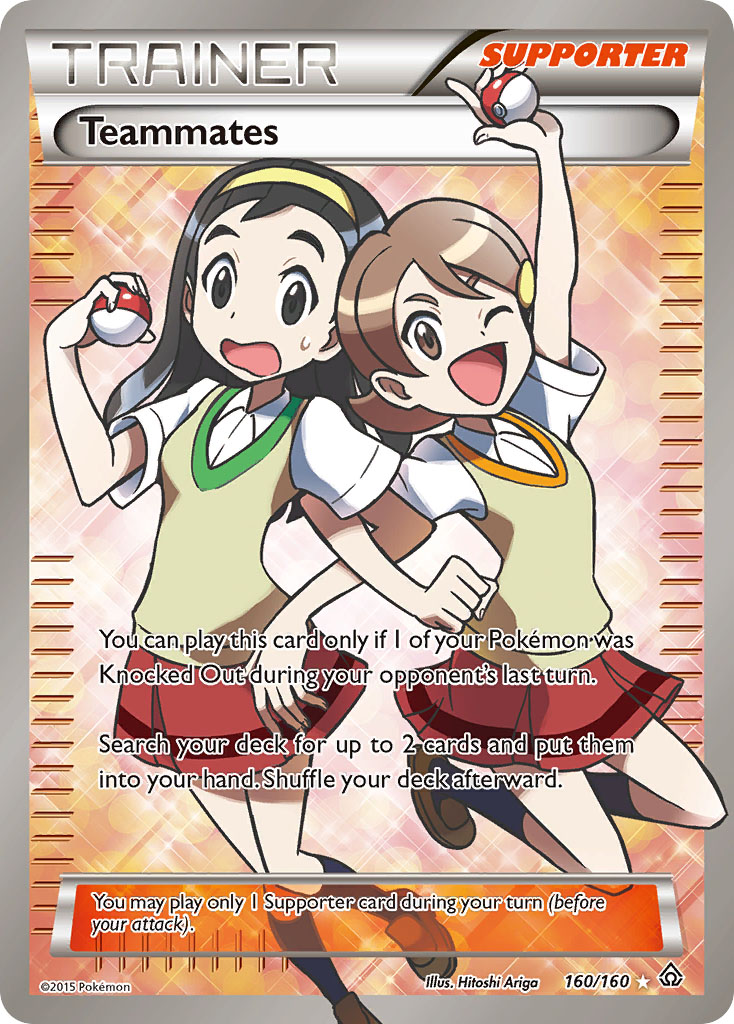 TRAINER
SUPPORTER
Teammates
You can play this card only if 1 of your Pokémon was
Knocked Out during your opponent's last turn.
Search your deck for up to 2 cards and put them
into your hand. Shuffle your deck afterward.
You may play only 1 Supporter card during your turn (before
your attack).
©2015 Pokémon
Illus. Hitoshi Ariga
160/160